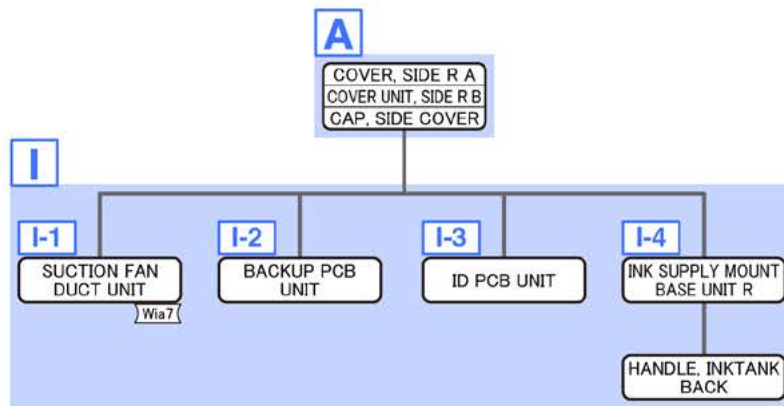 A
COVER, SIDE R A
COVER UNIT, SIDE R B
CAP, SIDE COVER
I
I-1
SUCTION FAN
DUCT UNIT
Wia7
I-2
BACKUP PCB
UNIT
I-3
ID PCB UNIT
I-4
INK SUPPLY MOUNT
BASE UNIT R
HANDLE, INKTANK
BACK